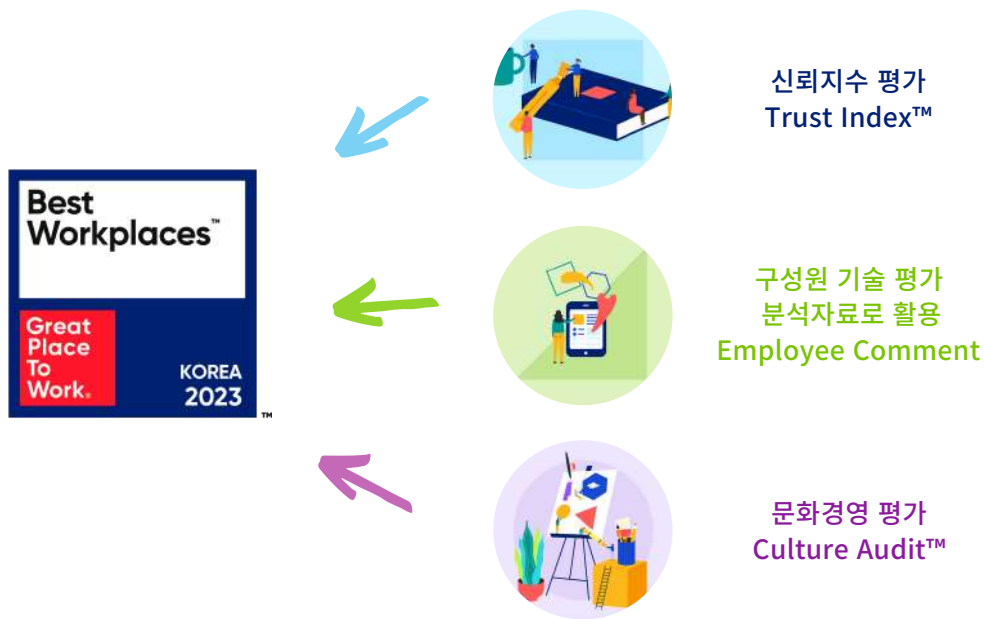 Best
Workplaces™
Great
Place
To
Work®
KOREA
2023
™
신뢰지수 평가
Trust Index™
구성원 기술 평가
분석자료로 활용
Employee Comment
문화경영 평가
Culture Audit™